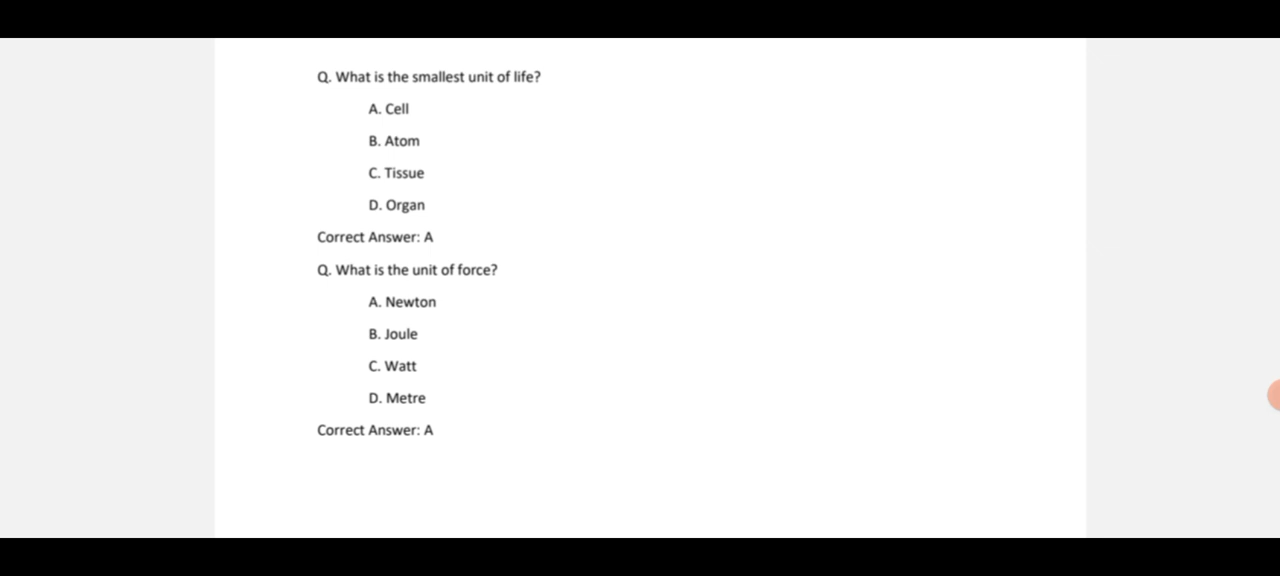 Q. What is the smallest unit of life?
A. Cell
B. Atom
C. Tissue
D. Organ
Correct Answer: A
Q. What is the unit of force?
A. Newton
B. Joule
C. Watt
D. Metre
Correct Answer: A